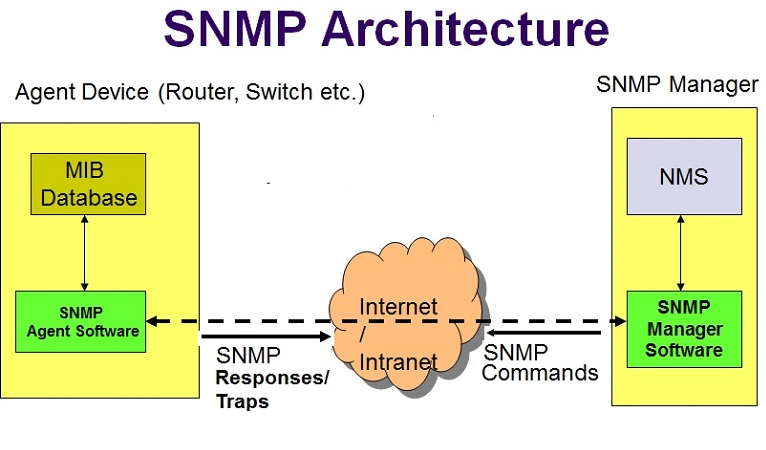 SNMP Architecture
Agent Device (Router, Switch etc.)
SNMP Manager
MIB
Database
NMS
SNMP
Agent Software
Internet
/
Intranet
SNMP
Manager
Software
SNMP
Responses/
Traps
SNMP
Commands